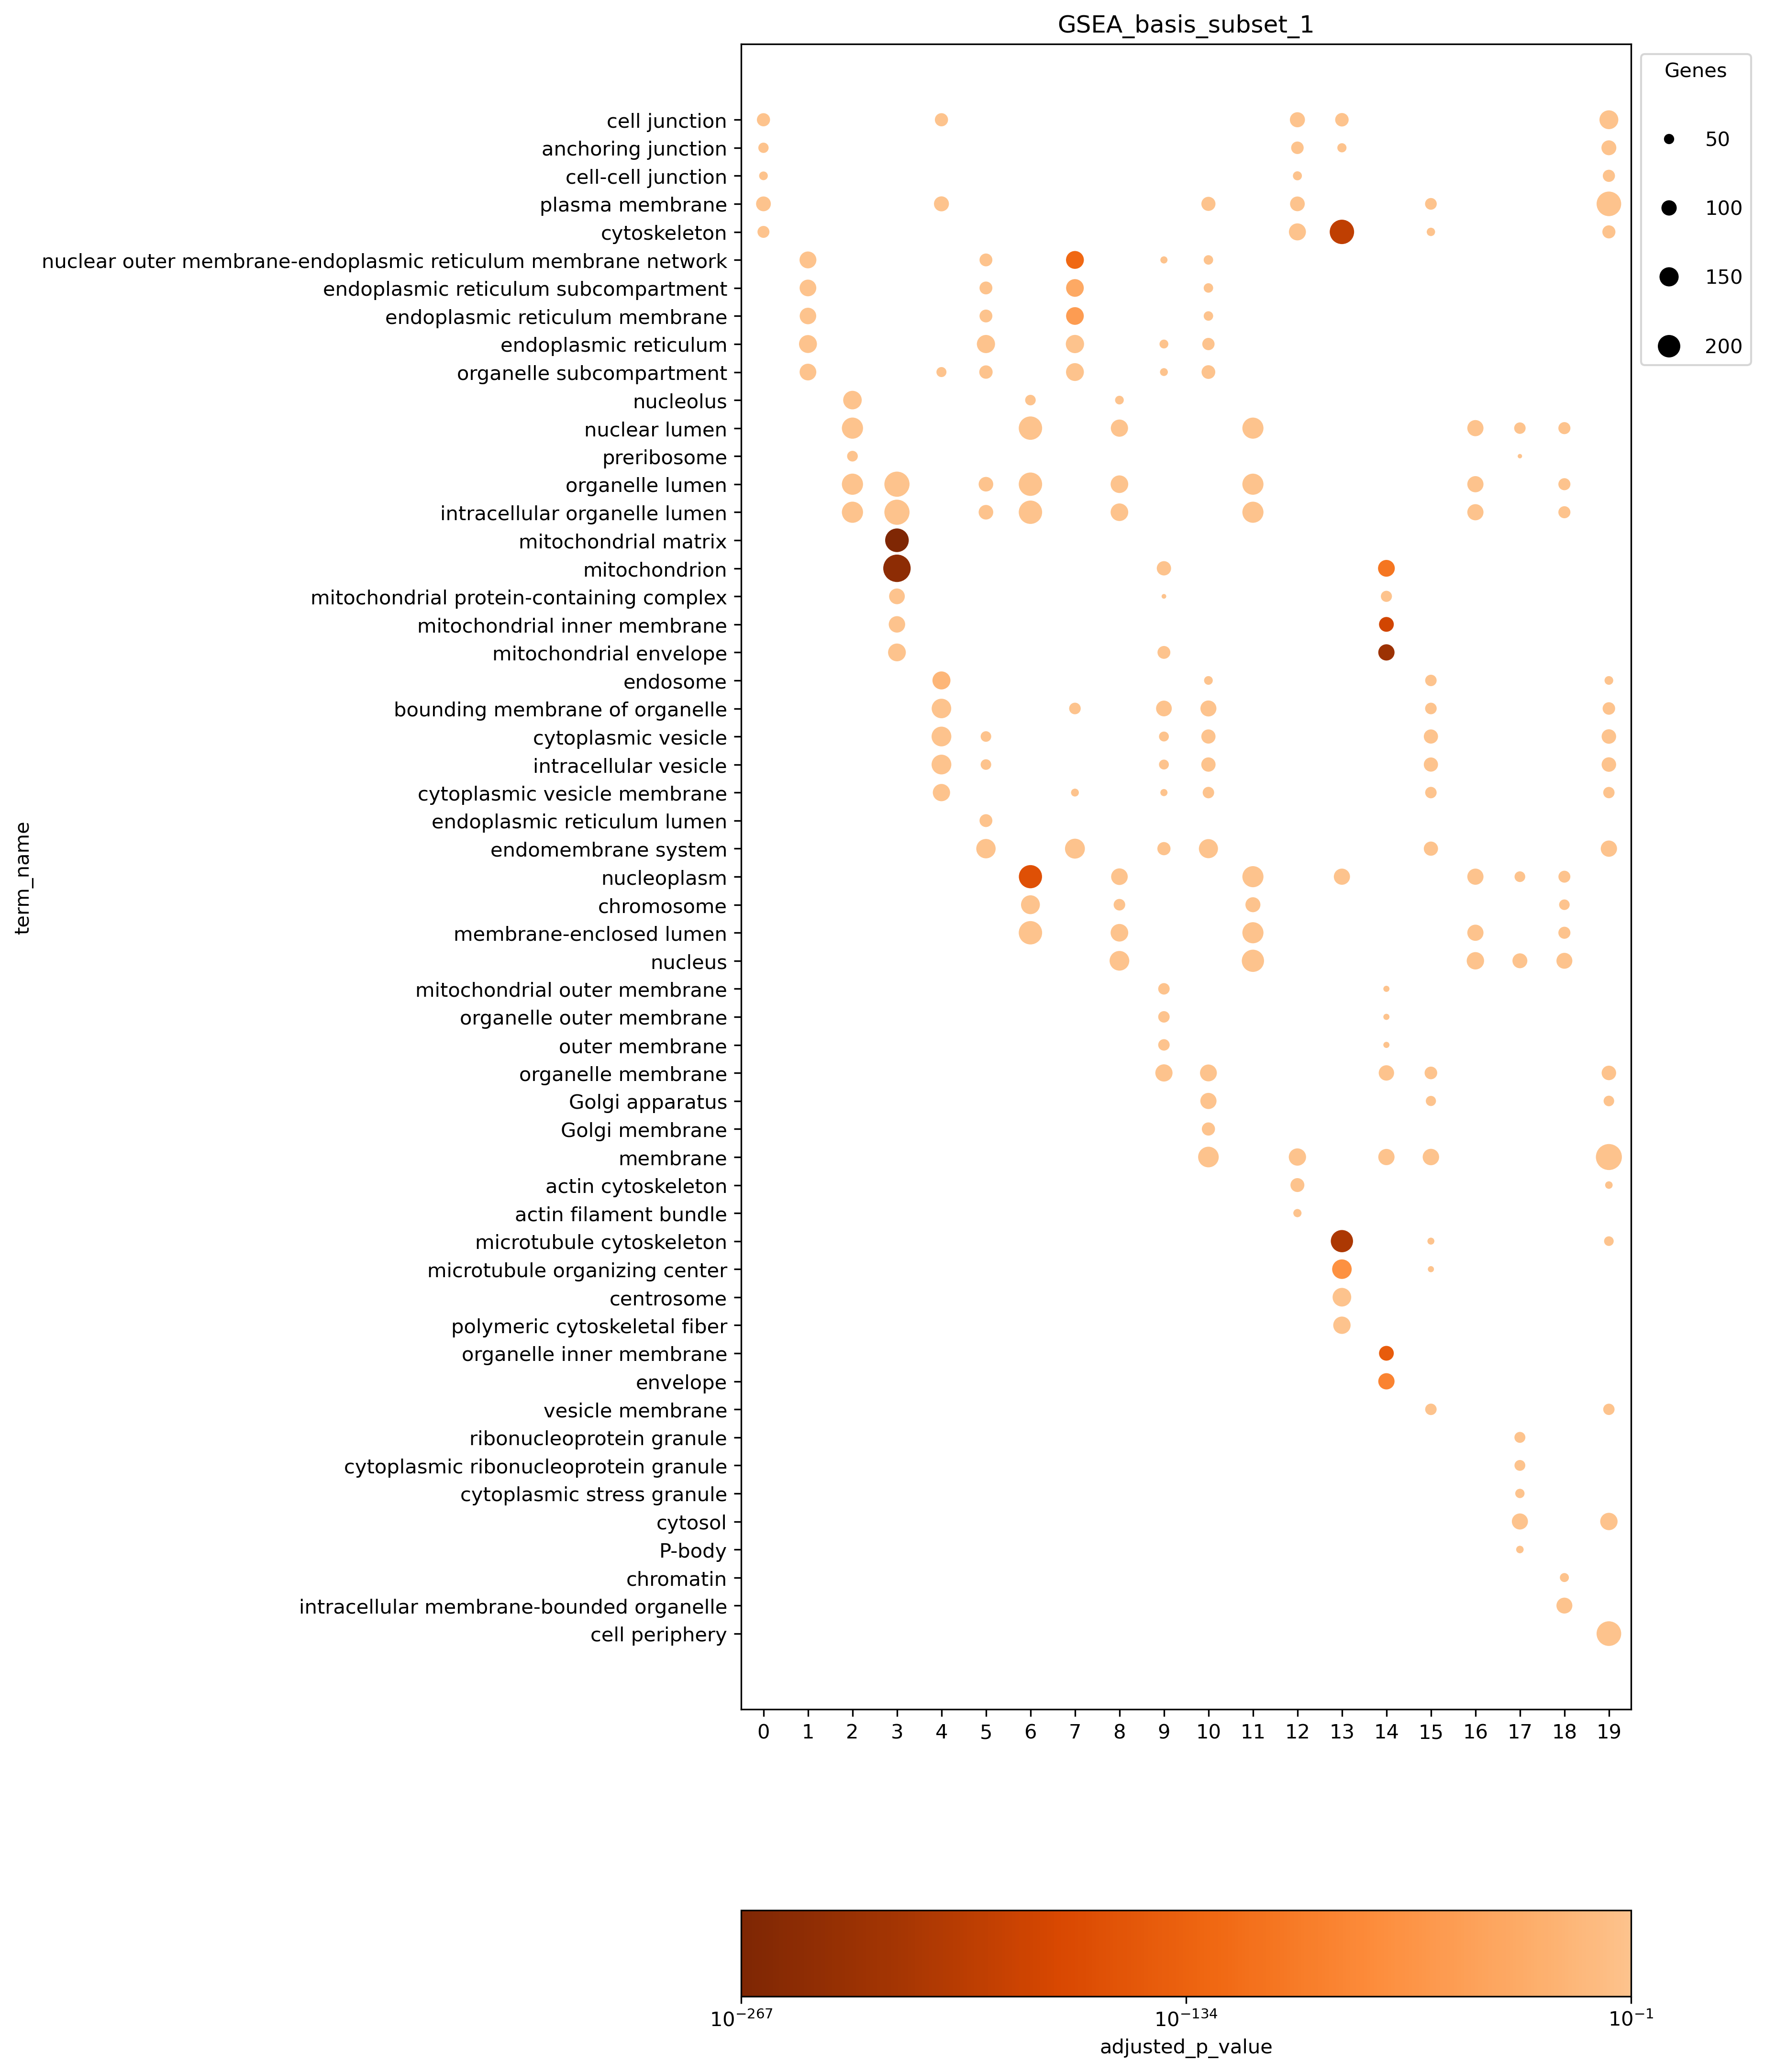 GSEA_basis_subset_1
Genes
50
100
150
200
term_name
cell junction
anchoring junction
cell-cell junction
plasma membrane
cytoskeleton
nuclear outer membrane-endoplasmic reticulum membrane network
endoplasmic reticulum subcompartment
endoplasmic reticulum membrane
endoplasmic reticulum
organelle subcompartment
nucleolus
nuclear lumen
preribosome
organelle lumen
intracellular organelle lumen
mitochondrial matrix
mitochondrion
mitochondrial protein-containing complex
mitochondrial inner membrane
mitochondrial envelope
endosome
bounding membrane of organelle
cytoplasmic vesicle
intracellular vesicle
cytoplasmic vesicle membrane
endoplasmic reticulum lumen
endomembrane system
nucleoplasm
chromosome
membrane-enclosed lumen
nucleus
mitochondrial outer membrane
organelle outer membrane
outer membrane
organelle membrane
Golgi apparatus
Golgi membrane
membrane
actin cytoskeleton
actin filament bundle
microtubule cytoskeleton
microtubule organizing center
centrosome
polymeric cytoskeletal fiber
organelle inner membrane
envelope
vesicle membrane
ribonucleoprotein granule
cytoplasmic ribonucleoprotein granule
cytoplasmic stress granule
cytosol
P-body
chromatin
intracellular membrane-bounded organelle
cell periphery
0 1 2 3 4 5 6 7 8 9 10 11 12 13 14 15 16 17 18 19
10⁻²⁶⁷ 10⁻¹³⁴ 10⁻¹
adjusted_p_value